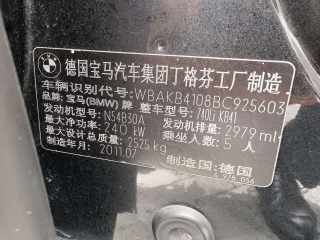 德国宝马汽车集团丁格芬工厂制造
车辆识别代号: WBAKB4108BC925603
品牌: 宝马(BMW) 牌 整车型号: 740Li KB41
发动机型号: N54B30A 发动机排量: 2979 ml
最大净功率: 240 kW 乘坐人数: 5 人
最大总质量: 2525 kg
制造年月: 2011.07 制造国: 德国